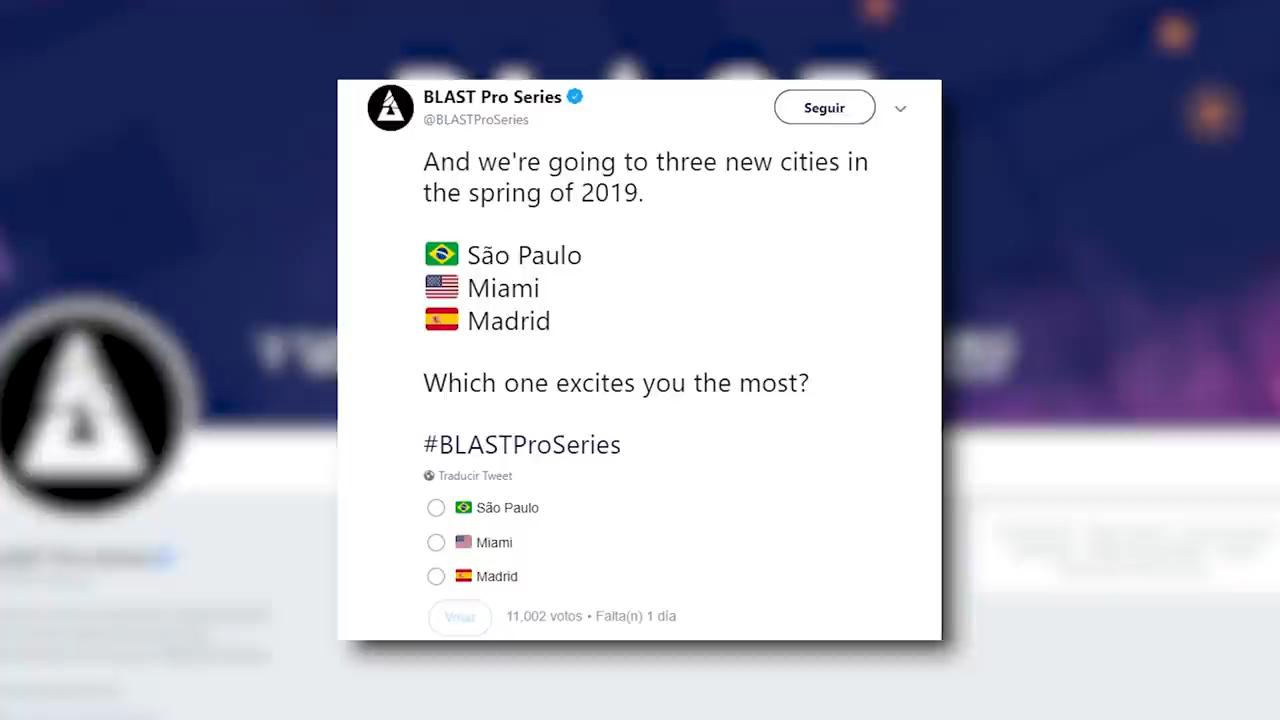 BLAST Pro Series
@BLASTProSeries
Seguir
And we're going to three new cities in
the spring of 2019.
São Paulo
Miami
Madrid
Which one excites you the most?
#BLASTProSeries
Traducir Tweet
São Paulo
Miami
Madrid
Votar
11,002 votos • Falta(n) 1 día